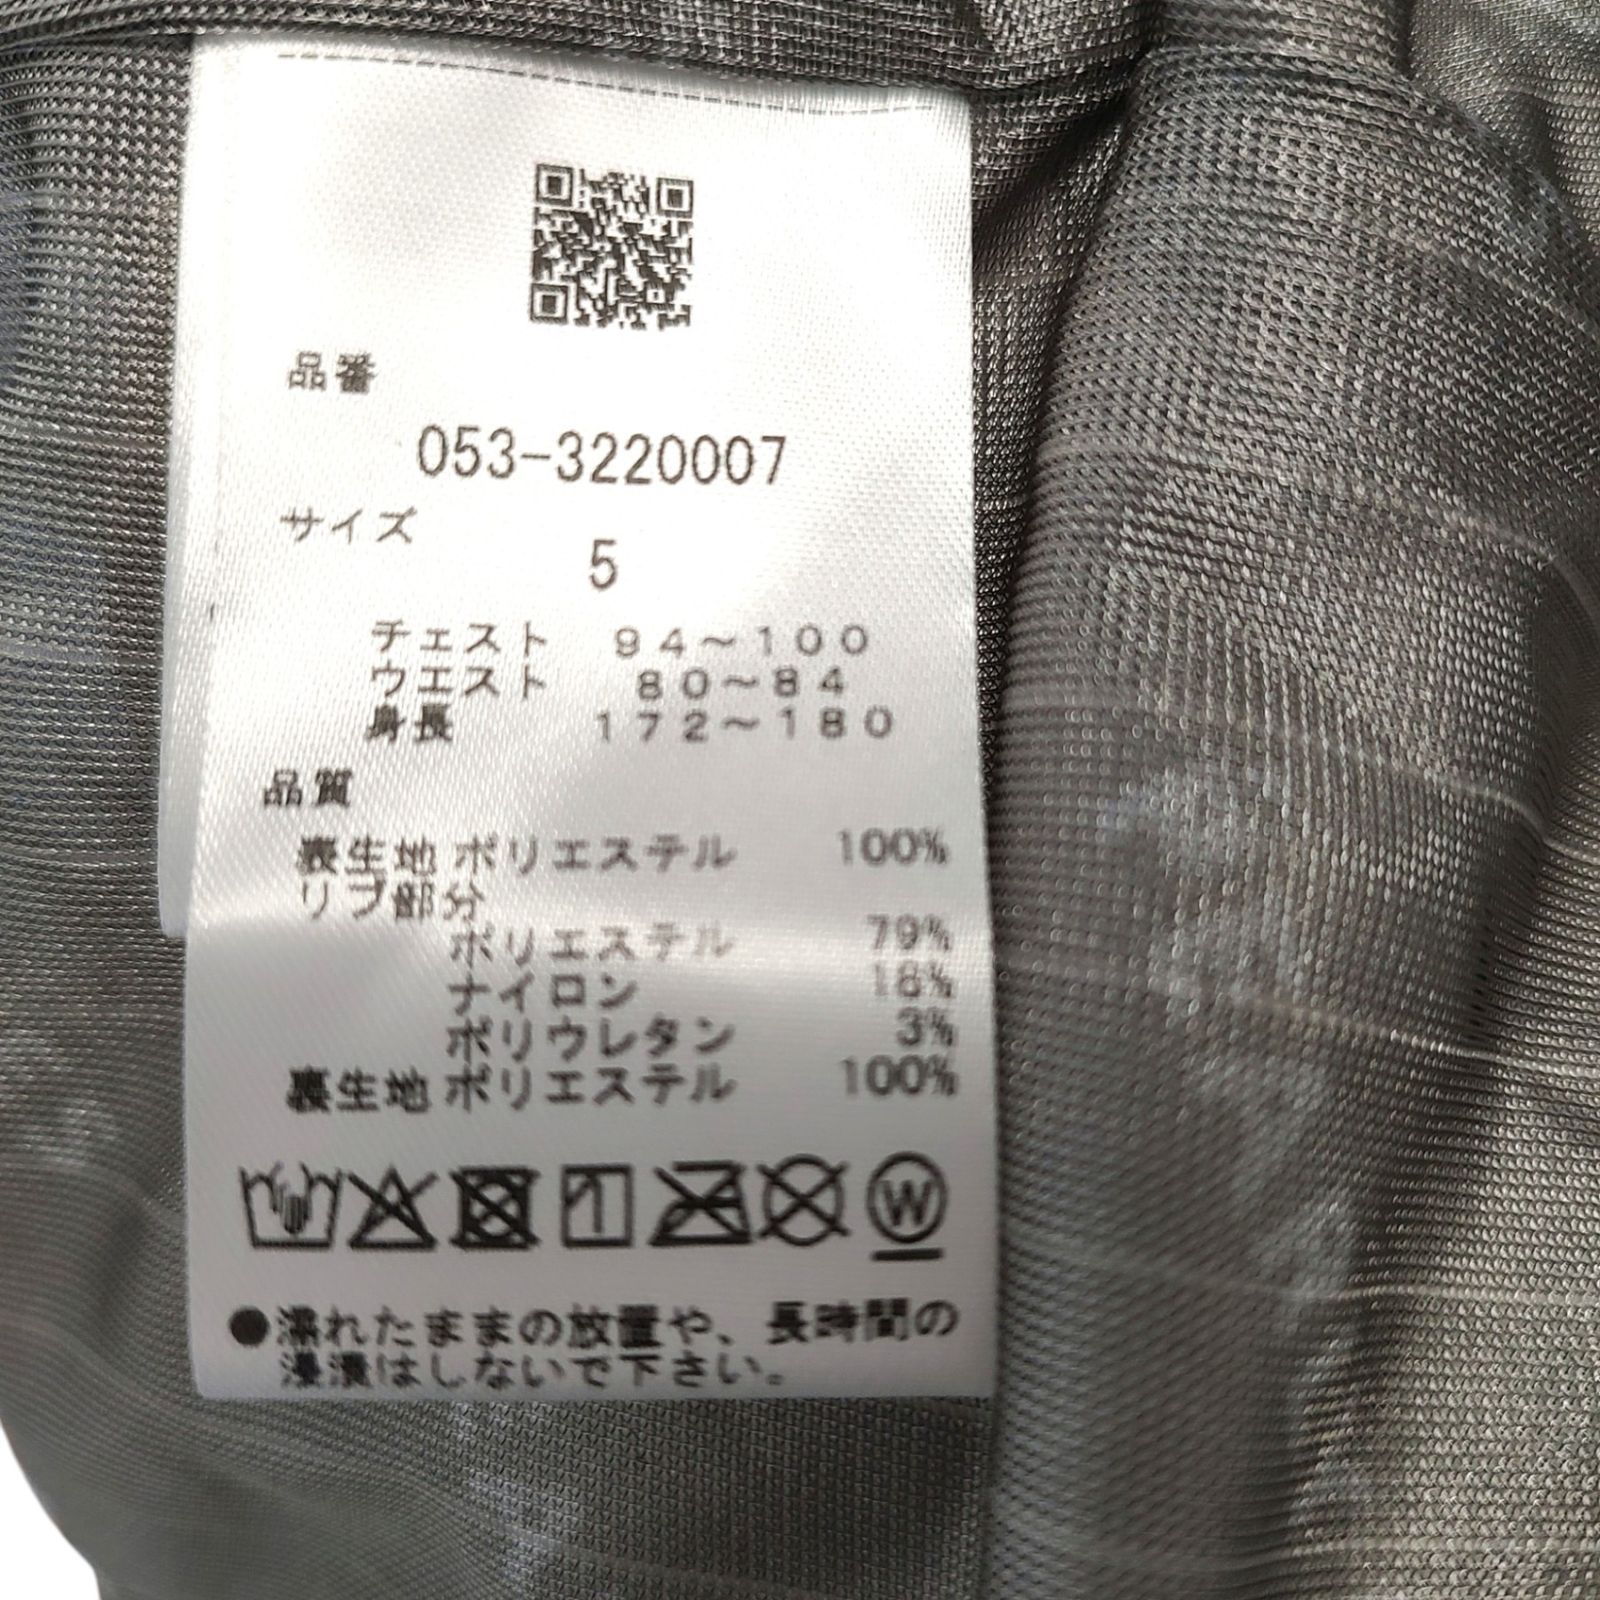 品番
053-3220007
サイズ
5
チェスト 94～100
ウエスト 80～84
身長 172～180
品質
表生地 ポリエステル 100%
リブ部分
ポリエステル 79%
ナイロン 18%
ポリウレタン 3%
裏生地 ポリエステル 100%
W
●濡れたままの放置や、長時間の
浸漬はしないで下さい。